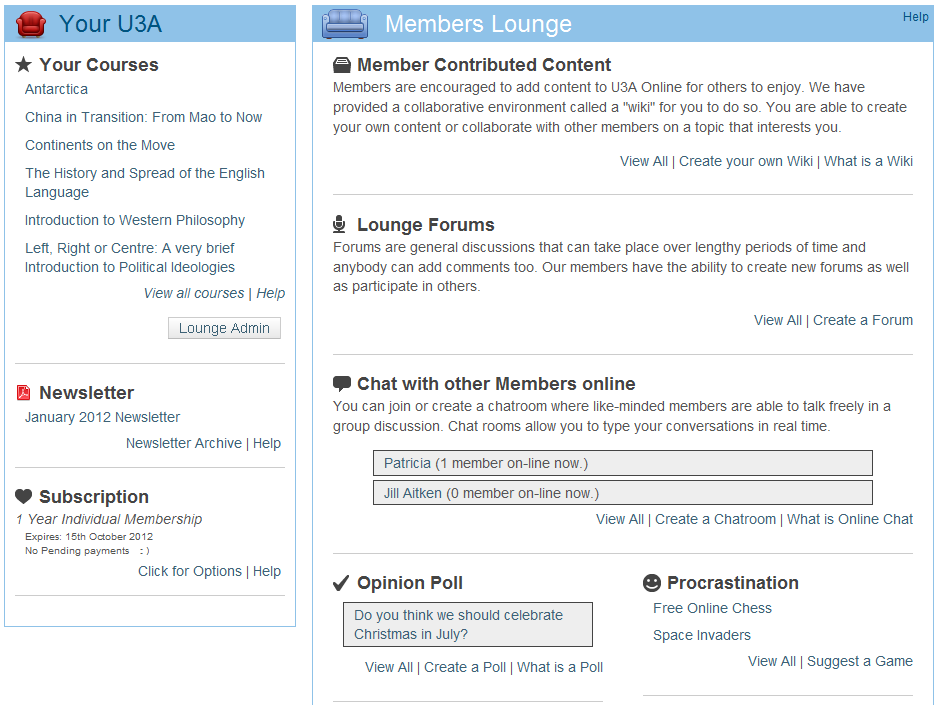 Your U3A
Your Courses
Antarctica
China in Transition: From Mao to Now
Continents on the Move
The History and Spread of the English
Language
Introduction to Western Philosophy
Left, Right or Centre: A very brief
Introduction to Political Ideologies
View all courses | Help
Lounge Admin
Newsletter
January 2012 Newsletter
Newsletter Archive | Help
Subscription
1 Year Individual Membership
Expires: 15th October 2012
No Pending payments : )
Click for Options | Help
Members Lounge
Help
Member Contributed Content
Members are encouraged to add content to U3A Online for others to enjoy. We have
provided a collaborative environment called a "wiki" for you to do so. You are able to create
your own content or collaborate with other members on a topic that interests you.
View All | Create your own Wiki | What is a Wiki
Lounge Forums
Forums are general discussions that can take place over lengthy periods of time and
anybody can add comments too. Our members have the ability to create new forums as well
as participate in others.
View All | Create a Forum
Chat with other Members online
You can join or create a chatroom where like-minded members are able to talk freely in a
group discussion. Chat rooms allow you to type your conversations in real time.
Patricia (1 member on-line now.)
Jill Aitken (0 member on-line now.)
View All | Create a Chatroom | What is Online Chat
Opinion Poll
Do you think we should celebrate
Christmas in July?
View All | Create a Poll | What is a Poll
Procrastination
Free Online Chess
Space Invaders
View All | Suggest a Game